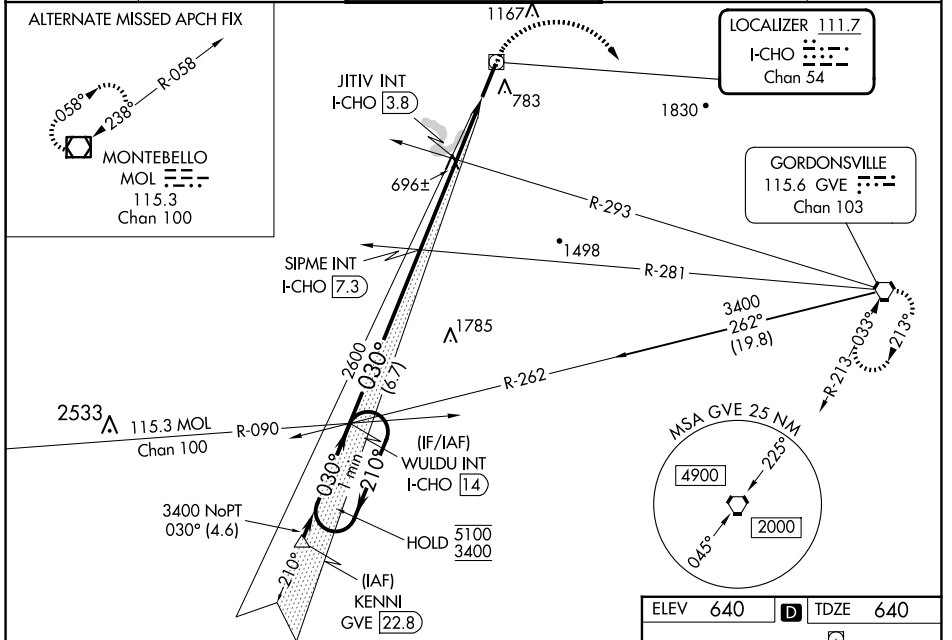 ALTERNATE MISSED APCH FIX
R-058
058°
238°
MONTEBELLO
MOL
115.3
Chan 100
1167
LOCALIZER 111.7
I-CHO
Chan 54
JITIV INT
I-CHO 3.8
783
1830
696±
GORDONSVILLE
115.6 GVE
Chan 103
R-293
SIPME INT
I-CHO 7.3
1498
R-281
1785
3400
262°
(19.8)
2600
030°
(6.7)
R-262
R-213
033°
213°
2533
115.3 MOL
Chan 100
R-090
(IF/IAF)
WULDU INT
I-CHO 14
030°
1 min
210°
3400 NoPT
030° (4.6)
HOLD 5100
3400
210°
(IAF)
KENNI
GVE 22.8
MSA GVE 25 NM
225°
4900
2000
045°
ELEV 640 D TDZE 640